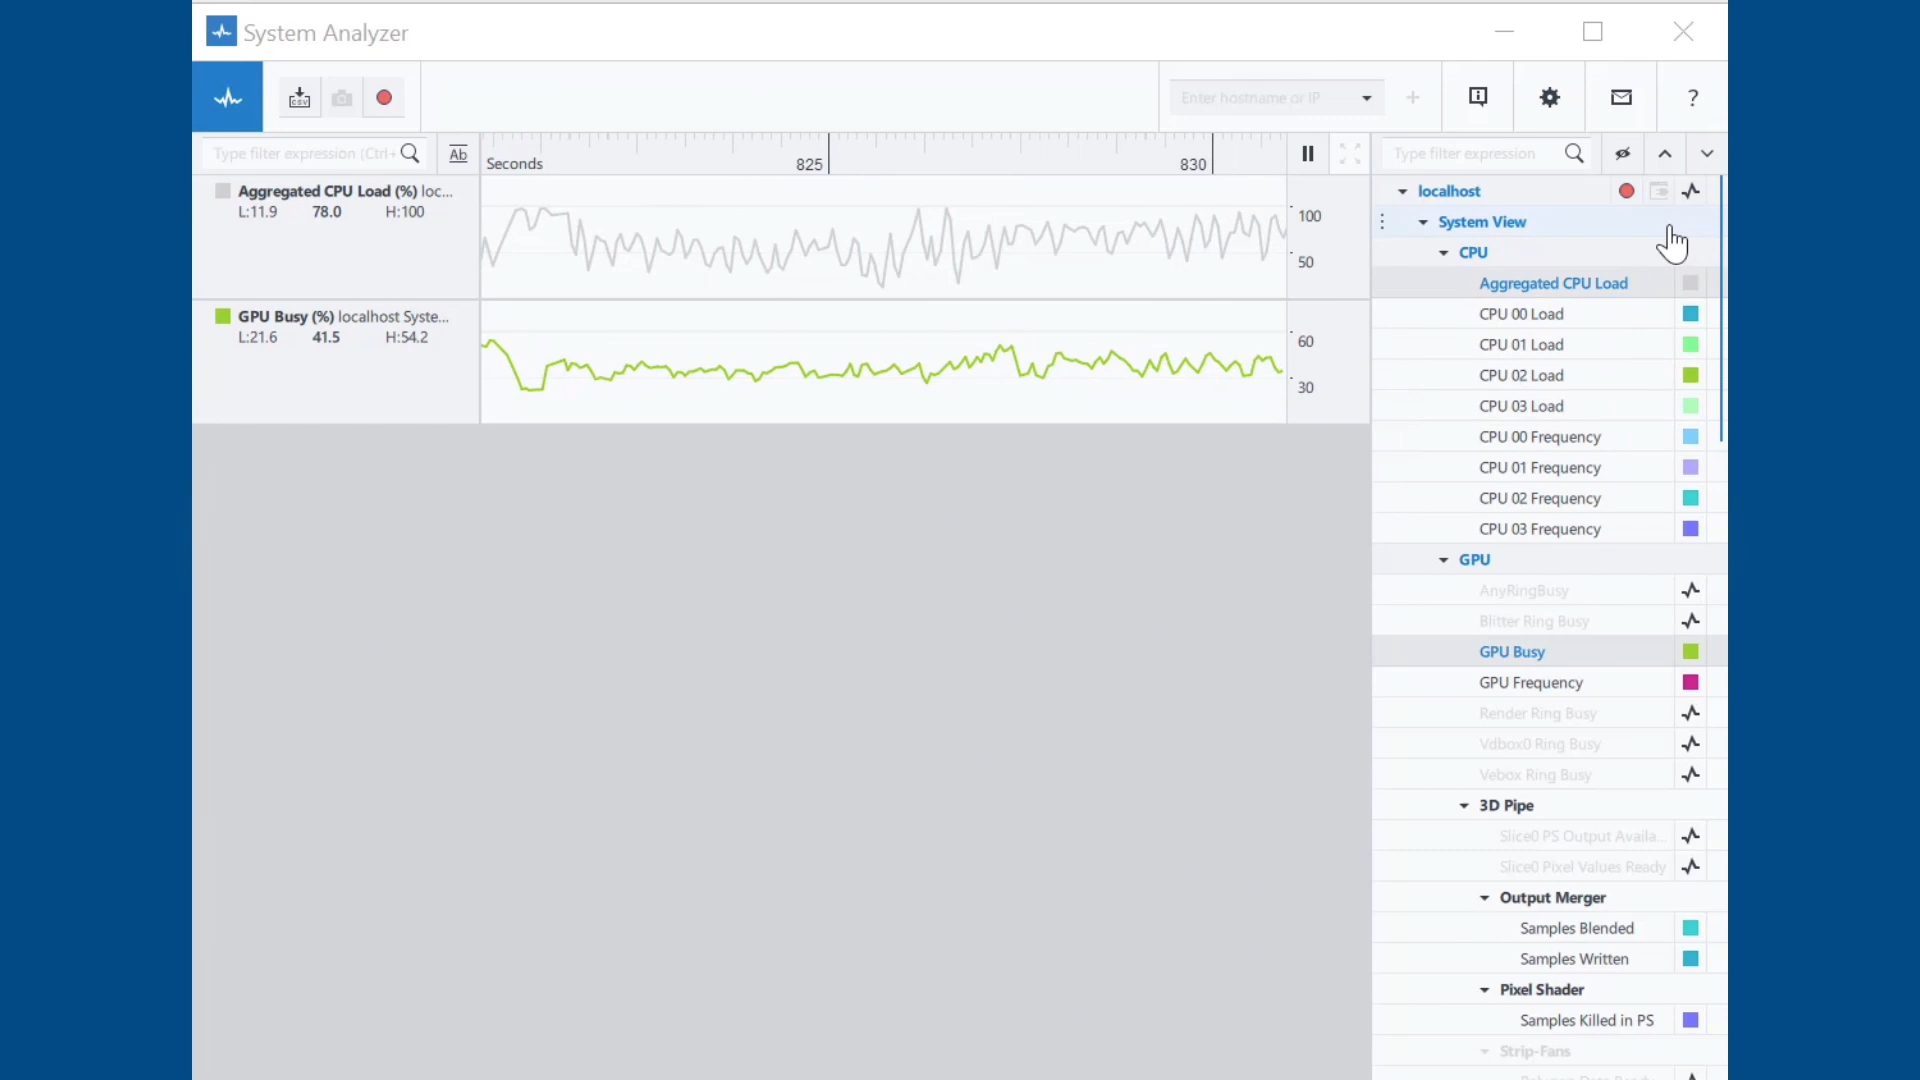 System Analyzer
CSV
Enter hostname or IP
?
Type filter expression (Ctrl+
Ab
Seconds
825
830
Type filter expression
Aggregated CPU Load (%) loc...
L:11.9 78.0 H:100
100
50
GPU Busy (%) localhost Syste...
L:21.6 41.5 H:54.2
60
30
localhost
System View
CPU
Aggregated CPU Load
CPU 00 Load
CPU 01 Load
CPU 02 Load
CPU 03 Load
CPU 00 Frequency
CPU 01 Frequency
CPU 02 Frequency
CPU 03 Frequency
GPU
AnyRingBusy
Blitter Ring Busy
GPU Busy
GPU Frequency
Render Ring Busy
Vdbox0 Ring Busy
Vebox Ring Busy
3D Pipe
Slice0 PS Output Availa...
Slice0 Pixel Values Ready
Output Merger
Samples Blended
Samples Written
Pixel Shader
Samples Killed in PS
Strip-Fans